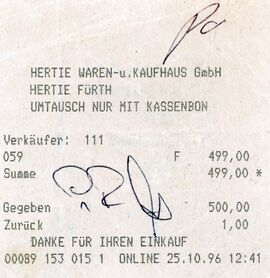 HERTIE WAREN-u.KAUFHAUS GmbH
HERTIE FüRTH
UMTAUSCH NUR MIT KASSENBON
Verkäufer: 111
059 F 499,00
Summe 499,00 *
Gegeben 500,00
Zurück 1,00
DANKE FÜR IHREN EINKAUF
00089 153 015 1 ONLINE 25.10.96 12:41